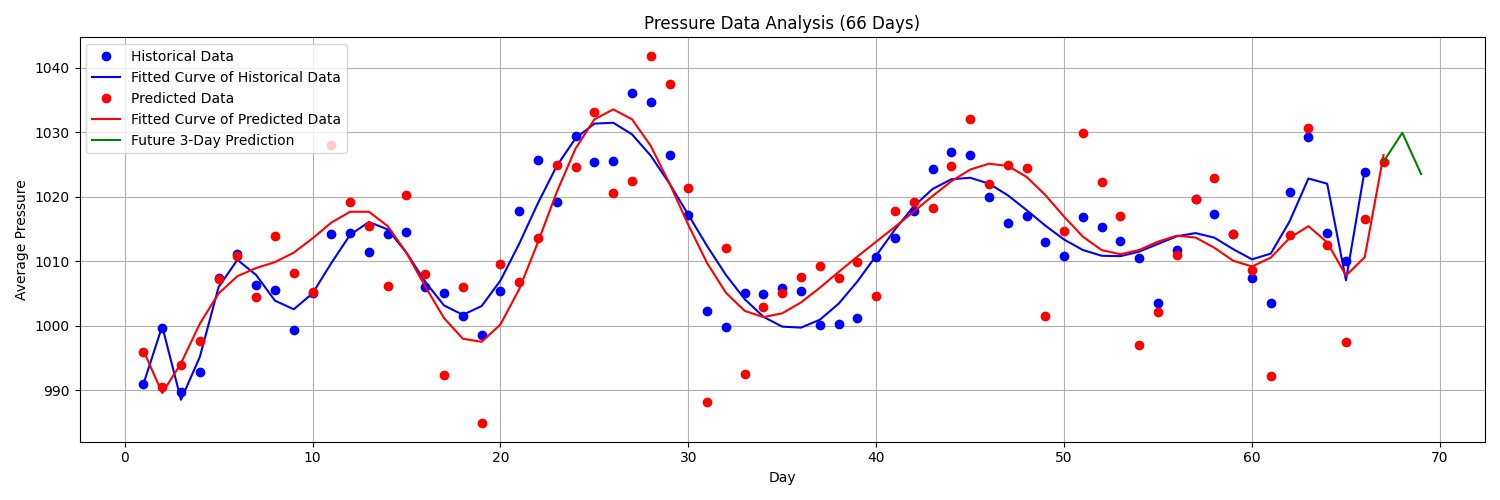 Pressure Data Analysis (66 Days)
Historical Data
Fitted Curve of Historical Data
Predicted Data
Fitted Curve of Predicted Data
Future 3-Day Prediction
Average Pressure
1040
1030
1020
1010
1000
990
0 10 20 30 40 50 60 70
Day